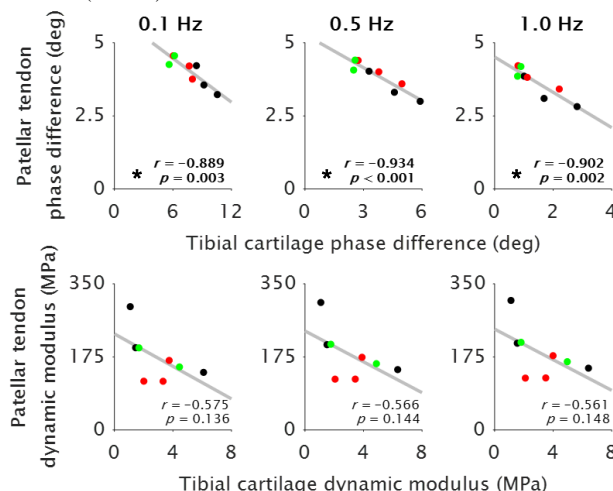 0.1 Hz 0.5 Hz 1.0 Hz
Patellar tendon
phase difference (deg)
5 5 5
2.5 2.5 2.5
0 0 0
* r = -0.889
p = 0.003
* r = -0.934
p < 0.001
* r = -0.902
p = 0.002
0 6 12 0 3 6 0 2 4
Tibial cartilage phase difference (deg)
Patellar tendon
dynamic modulus (MPa)
350 350 350
175 175 175
0 0 0
r = -0.575
p = 0.136
r = -0.566
p = 0.144
r = -0.561
p = 0.148
0 4 8 0 4 8 0 4 8
Tibial cartilage dynamic modulus (MPa)